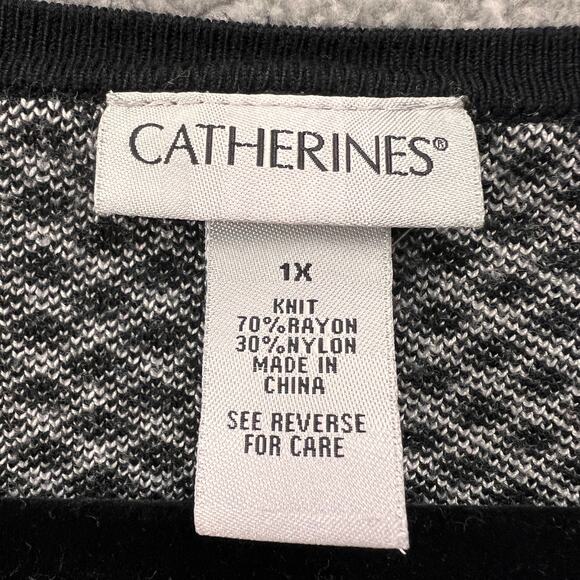 CATHERINES®
1X
KNIT
70%RAYON
30%NYLON
MADE IN
CHINA
SEE REVERSE
FOR CARE